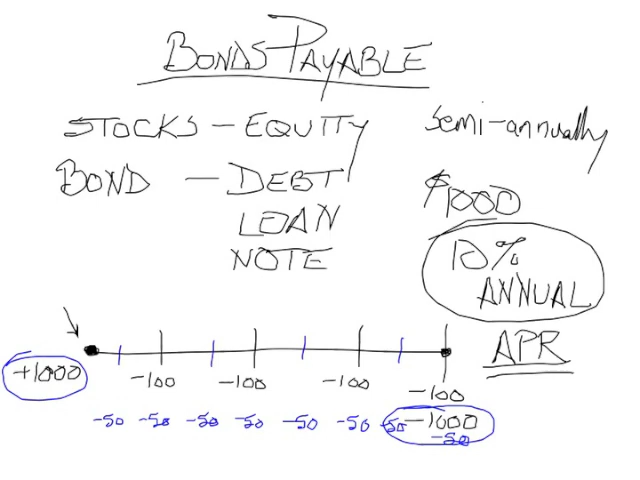 BONDS PAYABLE
STOCKS - EQUITY
semi-annually
BOND - DEBT
$1000
LOAN
10%
NOTE
ANNUAL
APR
+1000
-100 -100 -100 -100
-50 -50 -50 -50 -50 -50 -50 -1000
-50